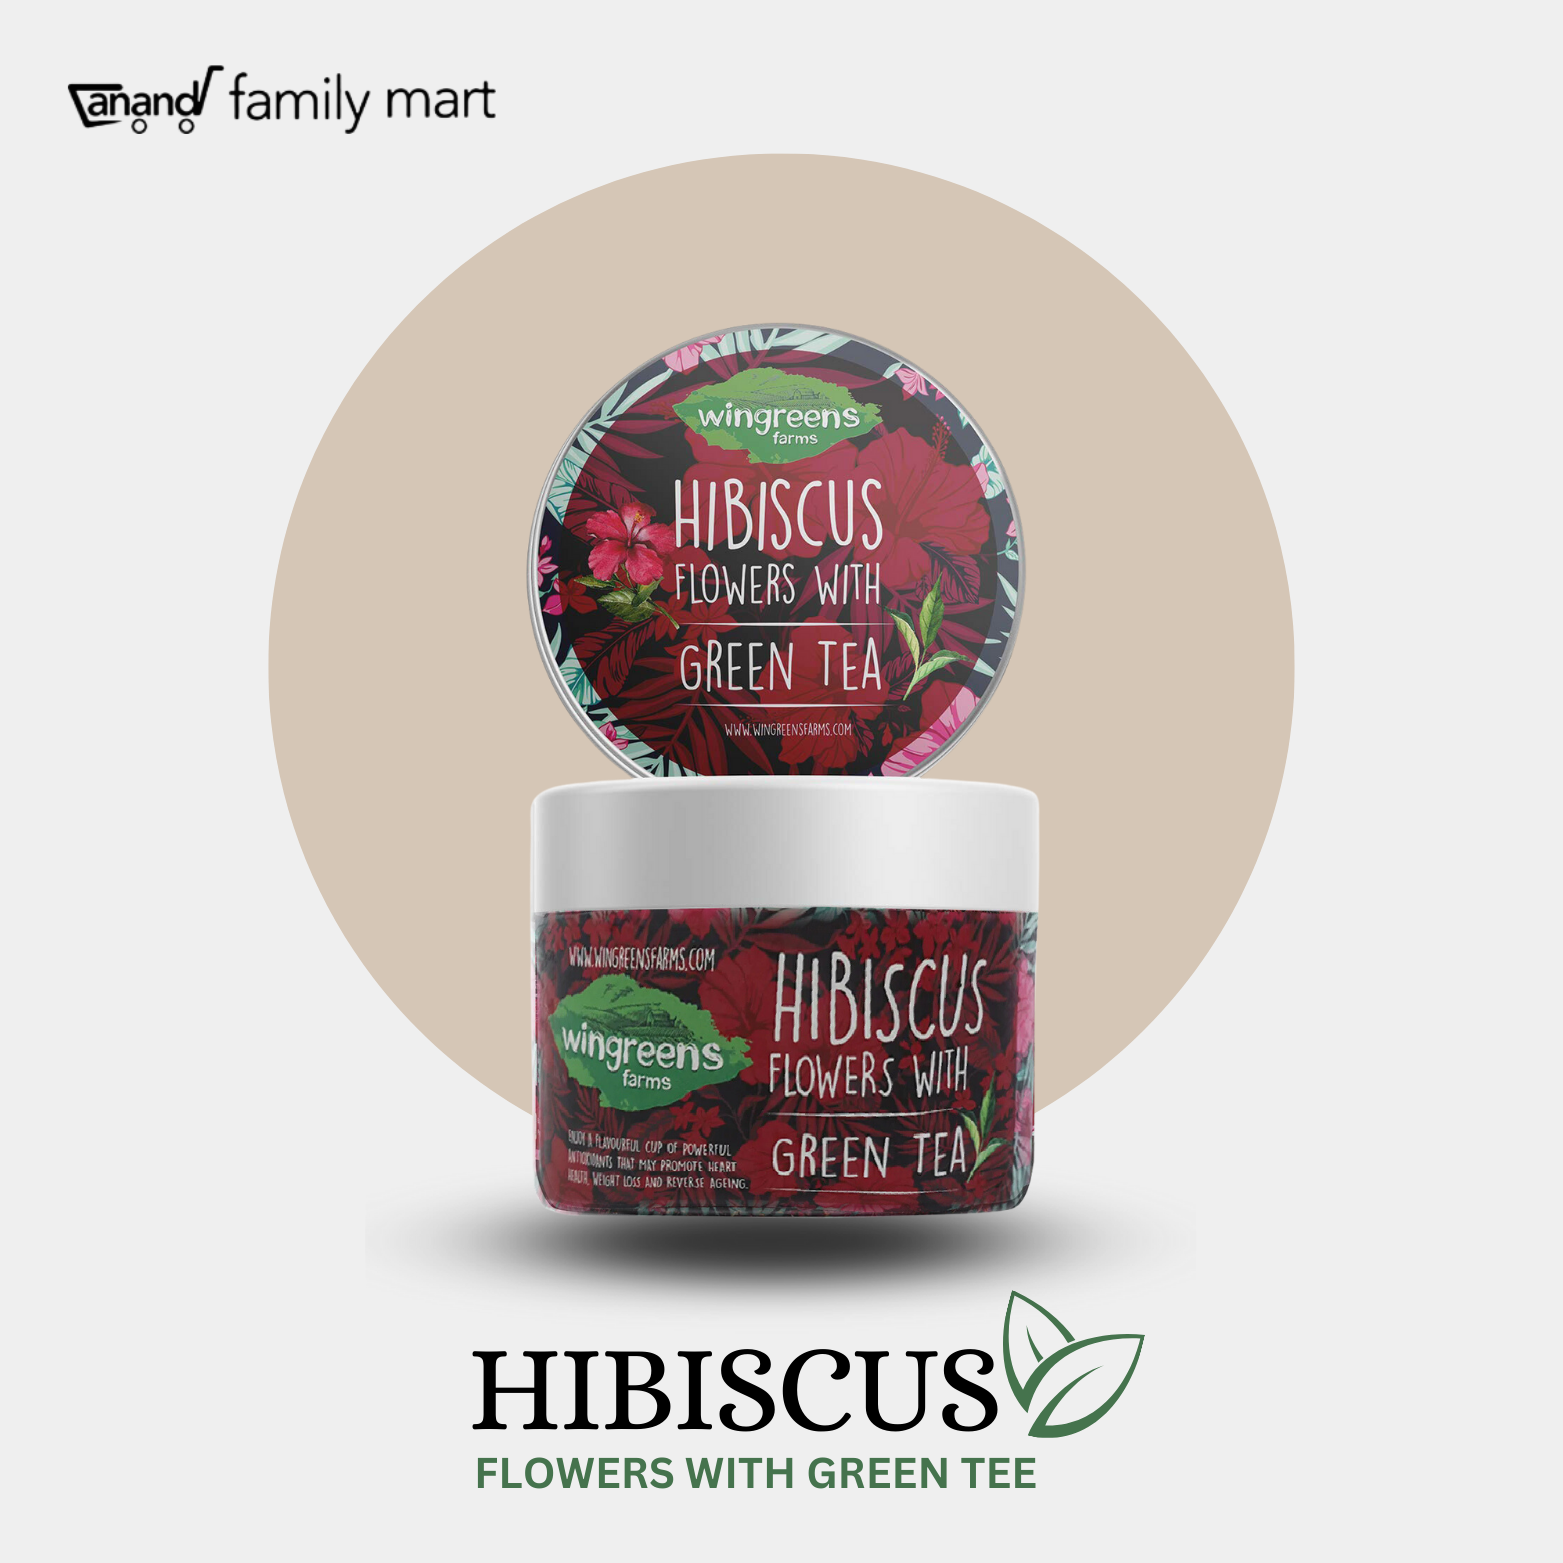 anand family mart
wingreens
farms
HIBISCUS
FLOWERS WITH
GREEN TEA
WWW.WINGREENSFARMS.COM
WWW.WINGREENSFARMS.COM
wingreens
farms
ENJOY A FLAVOURFUL CUP OF POWERFUL
ANTIOXIDANTS THAT MAY PROMOTE HEART
HEALTH, WEIGHT LOSS AND REVERSE AGEING.
HIBISCUS
FLOWERS WITH
GREEN TEA
HIBISCUS
FLOWERS WITH GREEN TEE